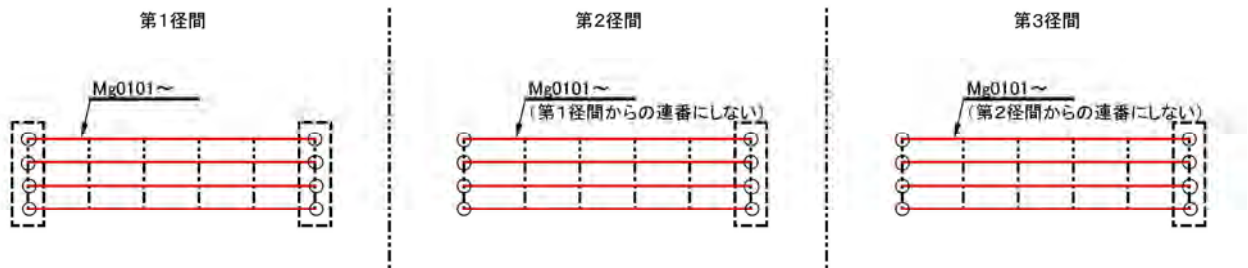 第1径間
第2径間
第3径間
Mg0101～
Mg0101～
(第1径間からの連番にしない)
Mg0101～
(第2径間からの連番にしない)